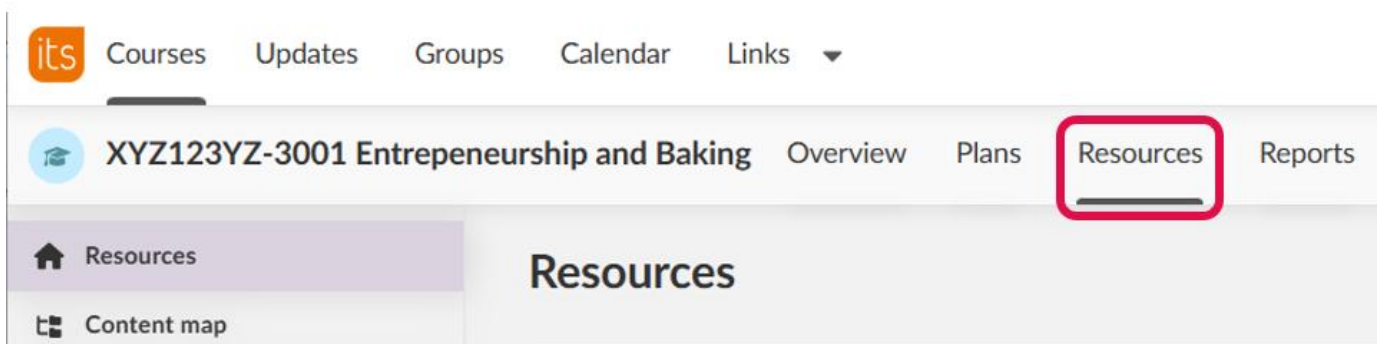 its Courses Updates Groups Calendar Links
XYZ123YZ-3001 Entrepeneurship and Baking Overview Plans Resources Reports
Resources
Resources
Content map